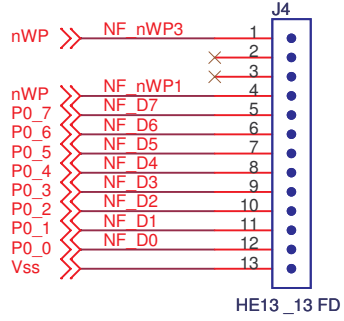 J4
nWP NF_nWP3 1
2
3
nWP NF_nWP1 4
P0_7 NF_D7 5
P0_6 NF_D6 6
P0_5 NF_D5 7
P0_4 NF_D4 8
P0_3 NF_D3 9
P0_2 NF_D2 10
P0_1 NF_D1 11
P0_0 NF_D0 12
Vss 13
HE13 _13 FD